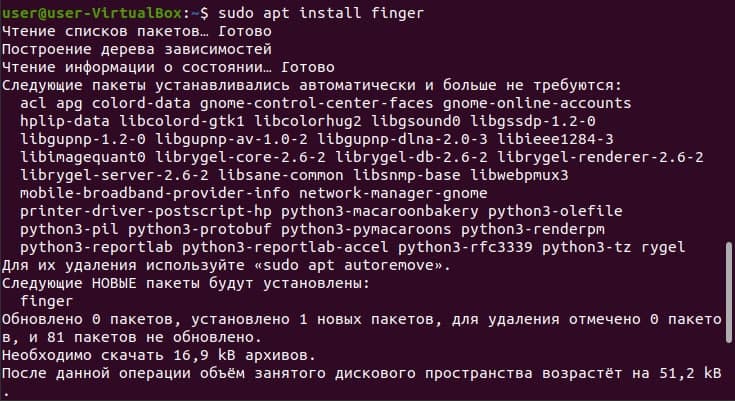 user@user-VirtualBox:~$ sudo apt install finger
Чтение списков пакетов… Готово
Построение дерева зависимостей
Чтение информации о состоянии… Готово
Следующие пакеты устанавливались автоматически и больше не требуются:
  acl apg colord-data gnome-control-center-faces gnome-online-accounts
  hplip-data libcolord-gtk1 libcolorhug2 libgsound0 libgssdp-1.2-0
  libgupnp-1.2-0 libgupnp-av-1.0-2 libgupnp-dlna-2.0-3 libieee1284-3
  libimagequant0 librygel-core-2.6-2 librygel-db-2.6-2 librygel-renderer-2.6-2
  librygel-server-2.6-2 libsane-common libsnmp-base libwebpmux3
  mobile-broadband-provider-info network-manager-gnome
  printer-driver-postscript-hp python3-macaroonbakery python3-olefile
  python3-pil python3-protobuf python3-pymacaroons python3-renderpm
  python3-reportlab python3-reportlab-accel python3-rfc3339 python3-tz rygel
Для их удаления используйте «sudo apt autoremove».
Следующие НОВЫЕ пакеты будут установлены:
  finger
Обновлено 0 пакетов, установлено 1 новых пакетов, для удаления отмечено 0 пакето
в, и 81 пакетов не обновлено.
Необходимо скачать 16,9 kB архивов.
После данной операции объём занятого дискового пространства возрастёт на 51,2 kB
.